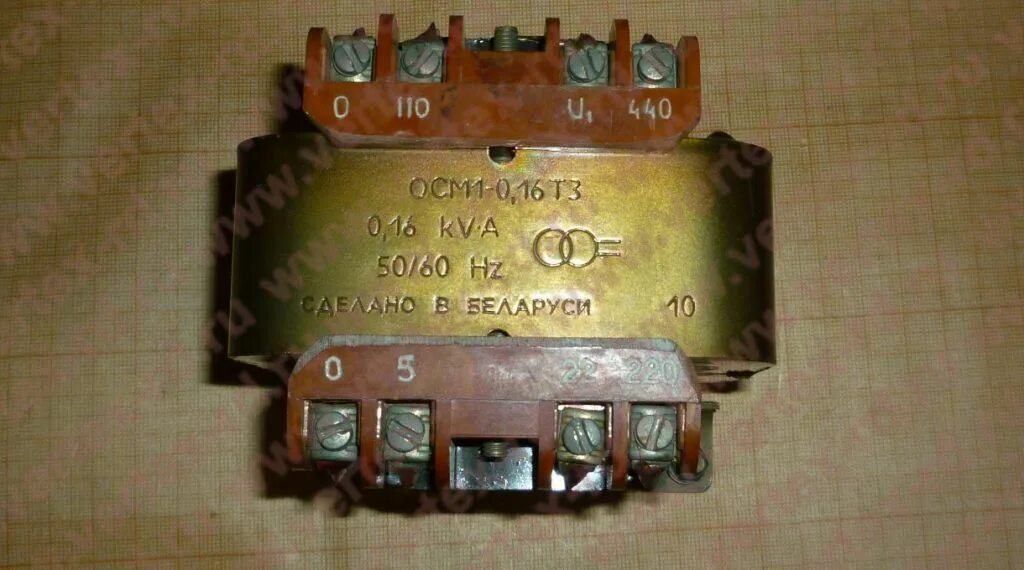 0 110 U₁ 440
ОСМ1-0,16 Т3
0,16 kV·A
50/60 Hz
СДЕЛАНО В БЕЛАРУСИ 10
0 5 22 220